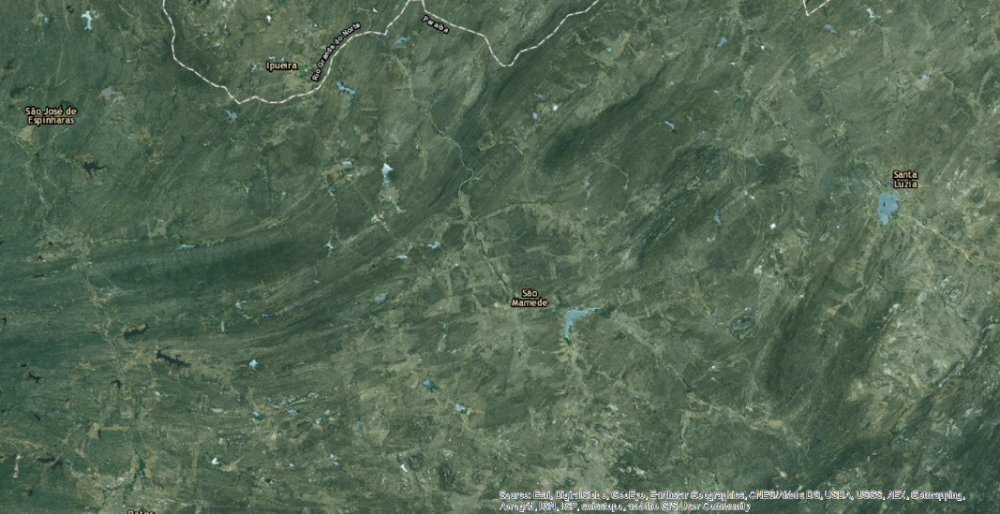 Paraíba
Rio Grande do Norte
Ipueira
São José de
Espinharas
Santa
Luzia
São
Mamede
Source: Esri, DigitalGlobe, GeoEye, Earthstar Geographics, CNES/Airbus DS, USDA, USGS, AEX, Getmapping,
Aerogrid, IGN, IGP, swisstopo, and the GIS User Community